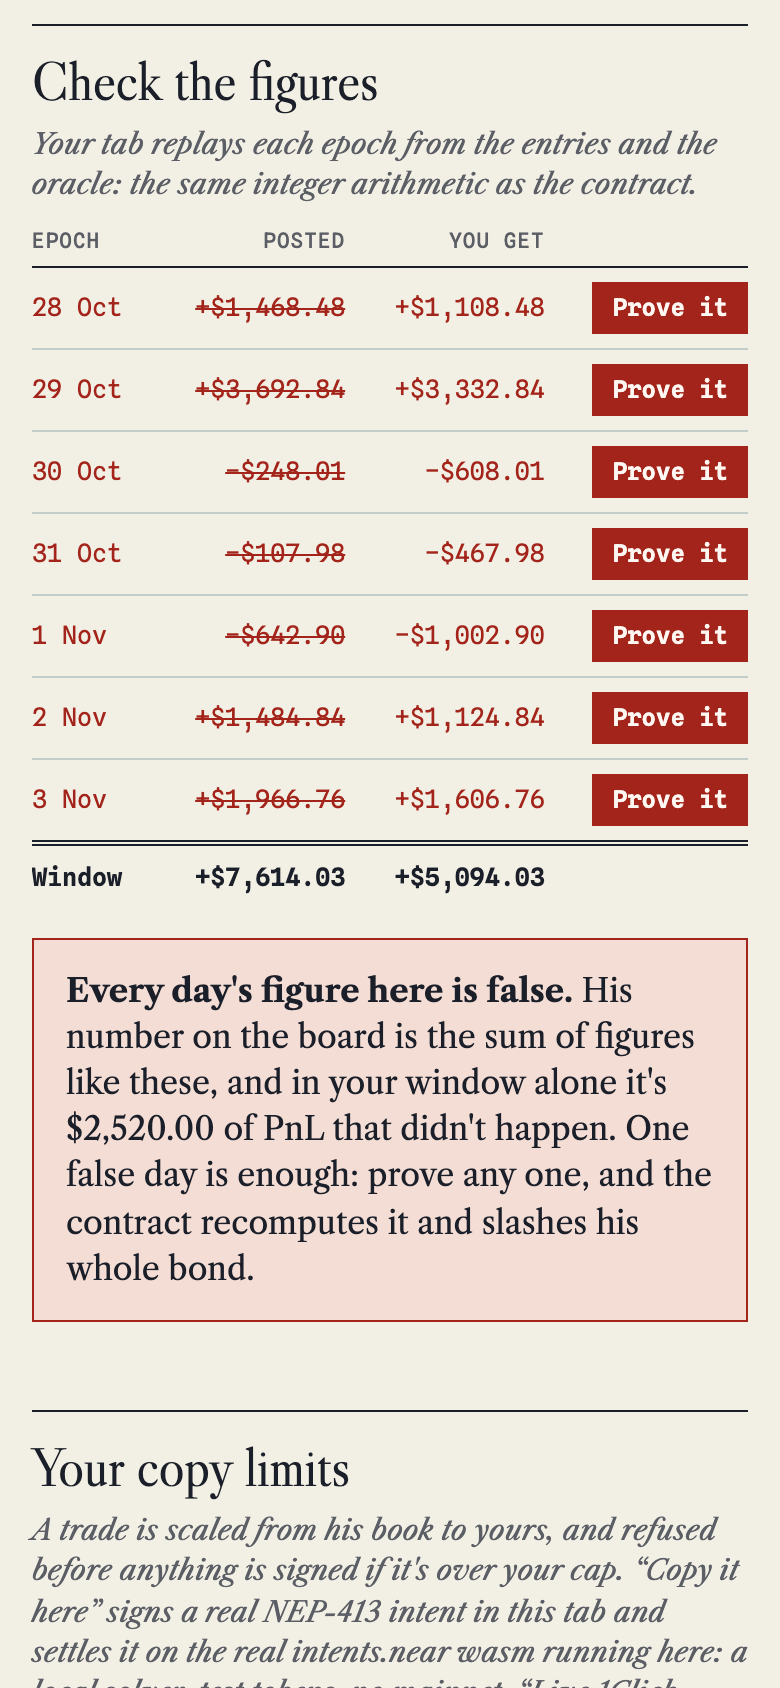 Check the figures
Your tab replays each epoch from the entries and the
oracle: the same integer arithmetic as the contract.
EPOCH POSTED YOU GET
28 Oct +$1,468.48 +$1,108.48 Prove it
29 Oct +$3,692.84 +$3,332.84 Prove it
30 Oct −$248.01 −$608.01 Prove it
31 Oct −$107.98 −$467.98 Prove it
1 Nov −$642.90 −$1,002.90 Prove it
2 Nov +$1,484.84 +$1,124.84 Prove it
3 Nov +$1,966.76 +$1,606.76 Prove it
Window +$7,614.03 +$5,094.03
Every day's figure here is false. His
number on the board is the sum of figures
like these, and in your window alone it's
$2,520.00 of PnL that didn't happen. One
false day is enough: prove any one, and the
contract recomputes it and slashes his
whole bond.
Your copy limits
A trade is scaled from his book to yours, and refused
before anything is signed if it's over your cap. “Copy it
here” signs a real NEP-413 intent in this tab and
settles it on the real intents.near wasm running here: a
local solver, test tokens, no mainnet. “Live 1Click